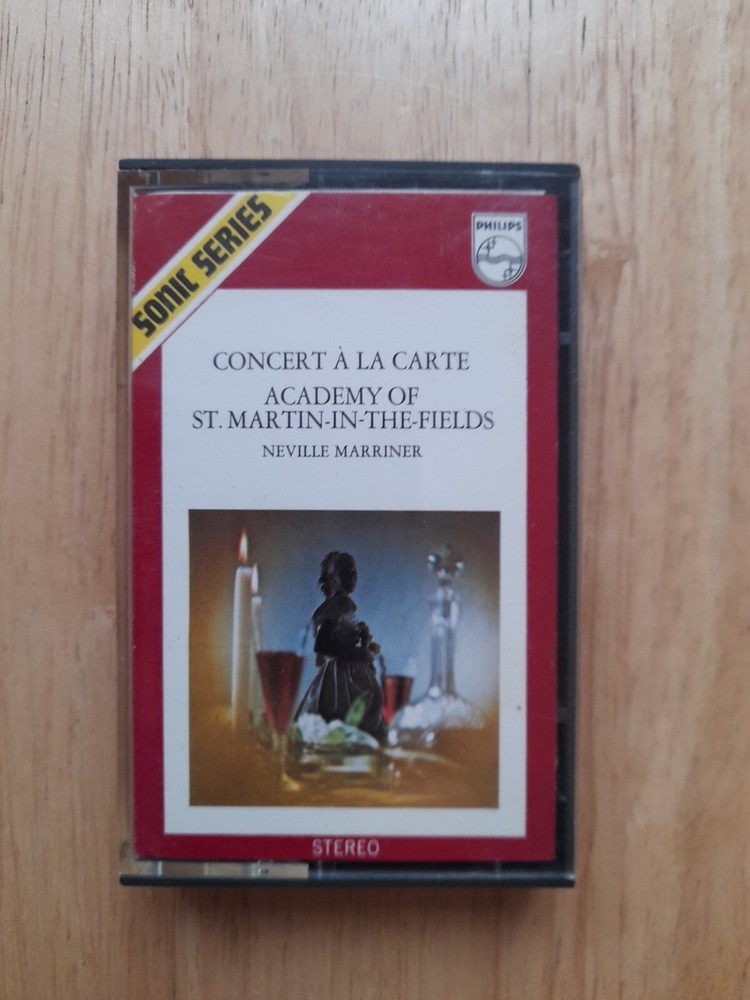 SONIC SERIES
PHILIPS
CONCERT À LA CARTE
ACADEMY OF
ST. MARTIN-IN-THE-FIELDS
NEVILLE MARRINER
STEREO